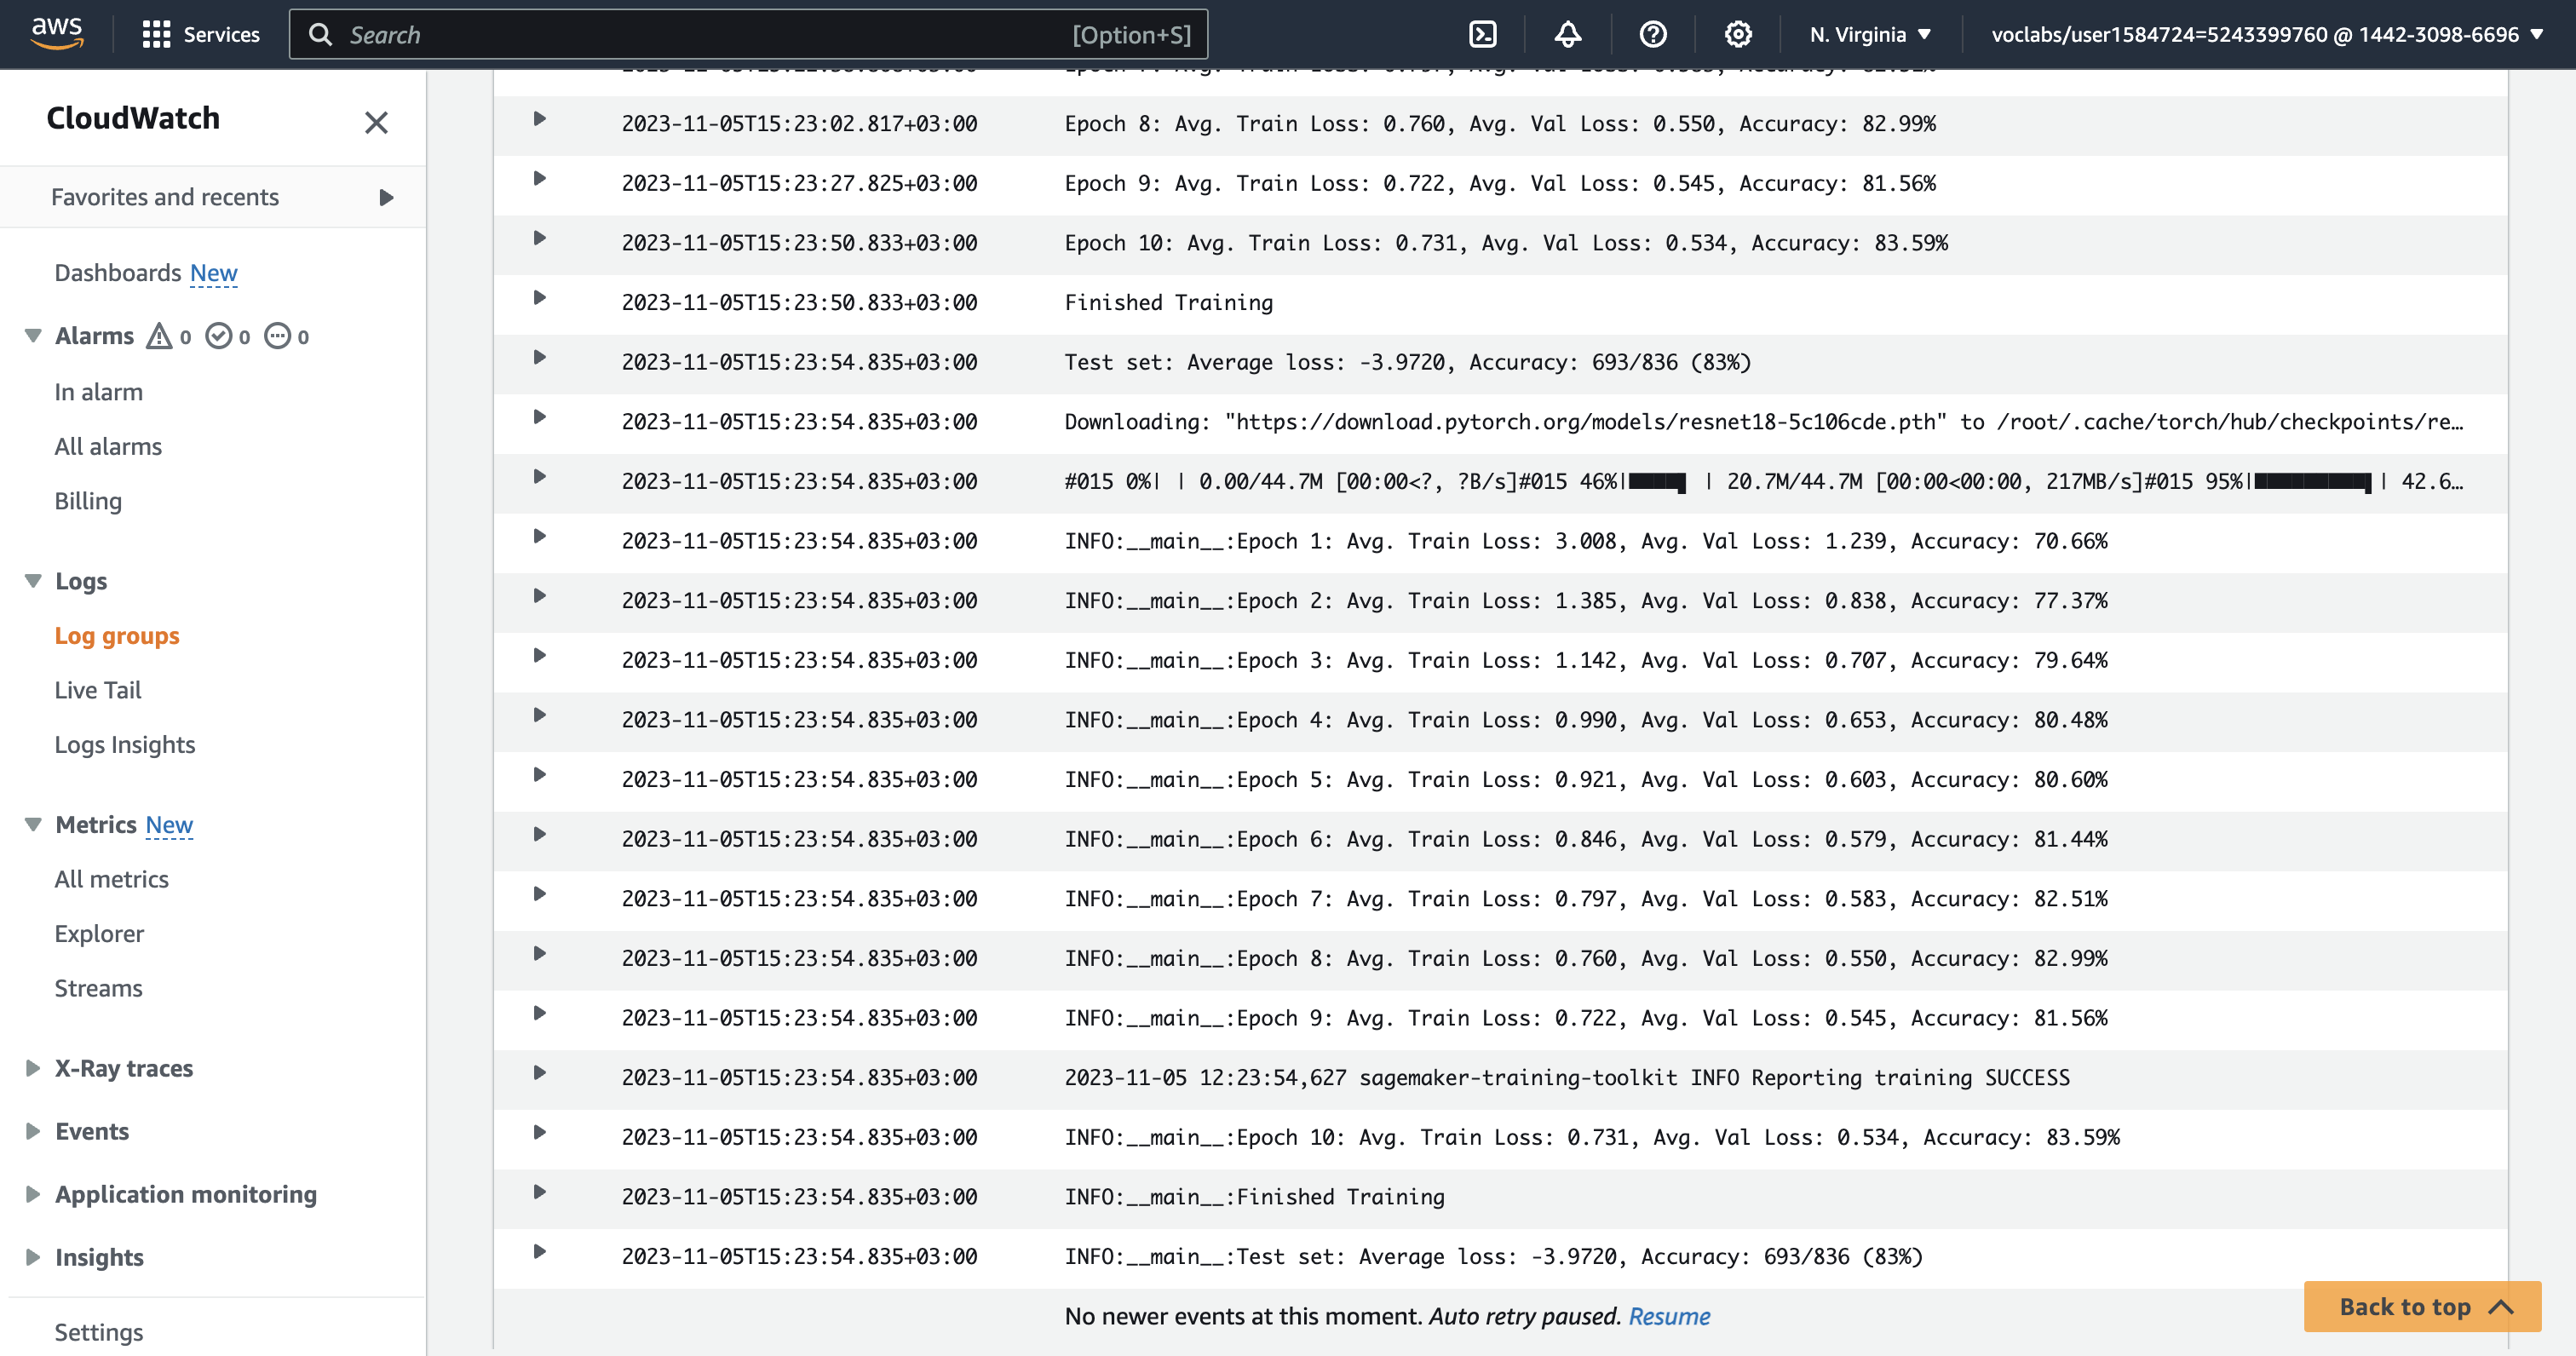 aws
Services
Search
[Option+S]
N. Virginia
voclabs/user1584724=5243399760 @ 1442-3098-6696
CloudWatch
Favorites and recents
Dashboards New
Alarms 0 0 0
In alarm
All alarms
Billing
Logs
Log groups
Live Tail
Logs Insights
Metrics New
All metrics
Explorer
Streams
X-Ray traces
Events
Application monitoring
Insights
Settings
2023-11-05T15:23:02.817+03:00 Epoch 8: Avg. Train Loss: 0.760, Avg. Val Loss: 0.550, Accuracy: 82.99%
2023-11-05T15:23:27.825+03:00 Epoch 9: Avg. Train Loss: 0.722, Avg. Val Loss: 0.545, Accuracy: 81.56%
2023-11-05T15:23:50.833+03:00 Epoch 10: Avg. Train Loss: 0.731, Avg. Val Loss: 0.534, Accuracy: 83.59%
2023-11-05T15:23:50.833+03:00 Finished Training
2023-11-05T15:23:54.835+03:00 Test set: Average loss: -3.9720, Accuracy: 693/836 (83%)
2023-11-05T15:23:54.835+03:00 Downloading: "https://download.pytorch.org/models/resnet18-5c106cde.pth" to /root/.cache/torch/hub/checkpoints/re…
2023-11-05T15:23:54.835+03:00 #015 0%| | 0.00/44.7M [00:00<?, ?B/s]#015 46%|████▋ | 20.7M/44.7M [00:00<00:00, 217MB/s]#015 95%|█████████▌| 42.6…
2023-11-05T15:23:54.835+03:00 INFO:__main__:Epoch 1: Avg. Train Loss: 3.008, Avg. Val Loss: 1.239, Accuracy: 70.66%
2023-11-05T15:23:54.835+03:00 INFO:__main__:Epoch 2: Avg. Train Loss: 1.385, Avg. Val Loss: 0.838, Accuracy: 77.37%
2023-11-05T15:23:54.835+03:00 INFO:__main__:Epoch 3: Avg. Train Loss: 1.142, Avg. Val Loss: 0.707, Accuracy: 79.64%
2023-11-05T15:23:54.835+03:00 INFO:__main__:Epoch 4: Avg. Train Loss: 0.990, Avg. Val Loss: 0.653, Accuracy: 80.48%
2023-11-05T15:23:54.835+03:00 INFO:__main__:Epoch 5: Avg. Train Loss: 0.921, Avg. Val Loss: 0.603, Accuracy: 80.60%
2023-11-05T15:23:54.835+03:00 INFO:__main__:Epoch 6: Avg. Train Loss: 0.846, Avg. Val Loss: 0.579, Accuracy: 81.44%
2023-11-05T15:23:54.835+03:00 INFO:__main__:Epoch 7: Avg. Train Loss: 0.797, Avg. Val Loss: 0.583, Accuracy: 82.51%
2023-11-05T15:23:54.835+03:00 INFO:__main__:Epoch 8: Avg. Train Loss: 0.760, Avg. Val Loss: 0.550, Accuracy: 82.99%
2023-11-05T15:23:54.835+03:00 INFO:__main__:Epoch 9: Avg. Train Loss: 0.722, Avg. Val Loss: 0.545, Accuracy: 81.56%
2023-11-05T15:23:54.835+03:00 2023-11-05 12:23:54,627 sagemaker-training-toolkit INFO Reporting training SUCCESS
2023-11-05T15:23:54.835+03:00 INFO:__main__:Epoch 10: Avg. Train Loss: 0.731, Avg. Val Loss: 0.534, Accuracy: 83.59%
2023-11-05T15:23:54.835+03:00 INFO:__main__:Finished Training
2023-11-05T15:23:54.835+03:00 INFO:__main__:Test set: Average loss: -3.9720, Accuracy: 693/836 (83%)
No newer events at this moment. Auto retry paused. Resume
Back to top